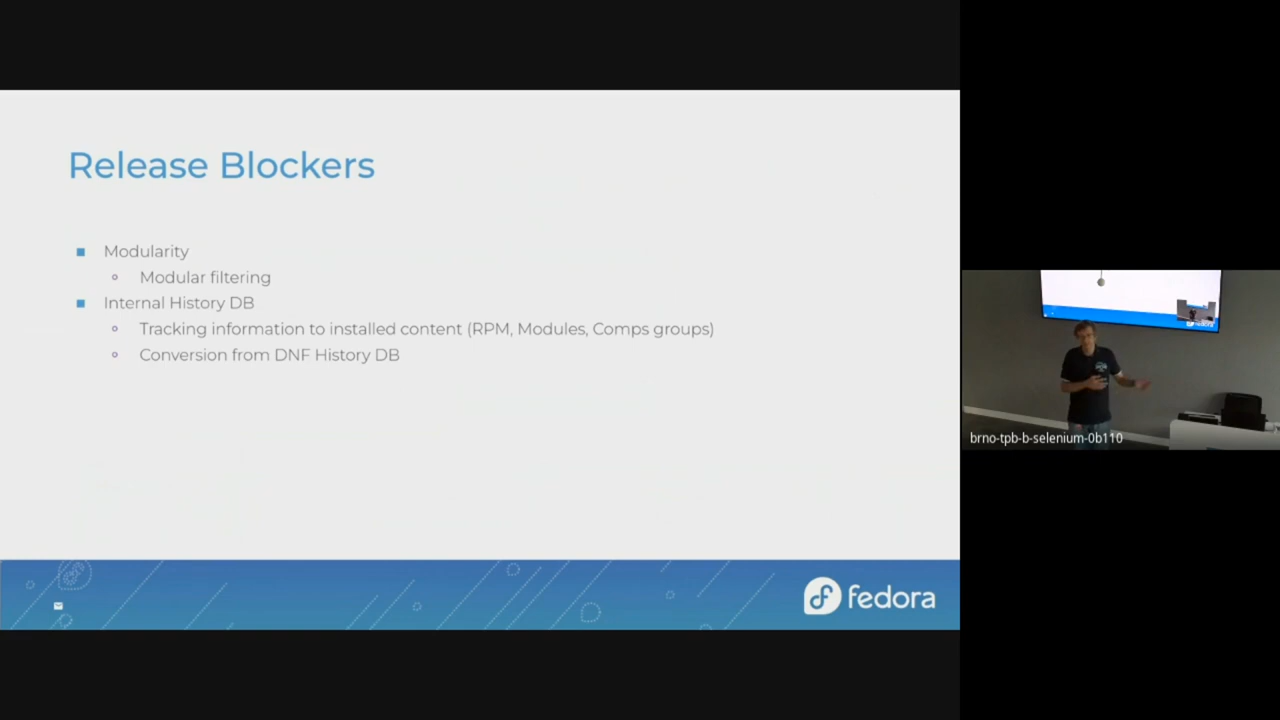 Release Blockers
Modularity
Modular filtering
Internal History DB
Tracking information to installed content (RPM, Modules, Comps groups)
Conversion from DNF History DB
fedora
brno-tpb-b-selenium-0b110
fedora